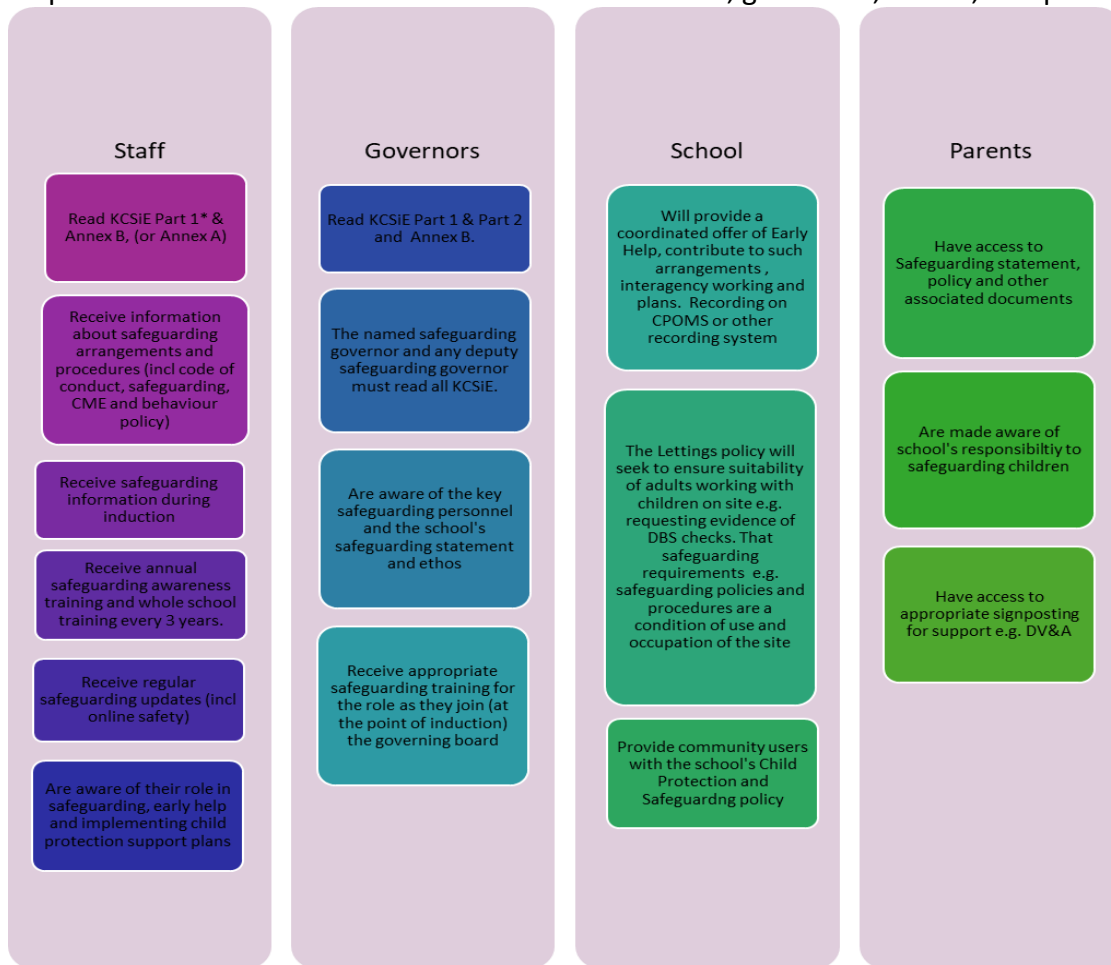 Staff
Read KCSiE Part 1* &
Annex B, (or Annex A)
Receive information
about safeguarding
arrangements and
procedures (incl code of
conduct, safeguarding,
CME and behaviour
policy)
Receive safeguarding
information during
induction
Receive annual
safeguarding awareness
training and whole school
training every 3 years.
Receive regular
safeguarding updates (incl
online safety)
Are aware of their role in
safeguarding, early help
and implementing child
protection support plans
Governors
Read KCSiE Part 1 & Part 2
and Annex B.
The named safeguarding
governor and any deputy
safeguarding governor
must read all KCSiE.
Are aware of the key
safeguarding personnel
and the school's
safeguarding statement
and ethos
Receive appropriate
safeguarding training for
the role as they join (at
the point of induction)
the governing board
School
Will provide a
coordinated offer of Early
Help, contribute to such
arrangements ,
interagency working and
plans. Recording on
CPOMS or other
recording system
The Lettings policy will
seek to ensure suitability
of adults working with
children on site e.g.
requesting evidence of
DBS checks. That
safeguarding
requirements e.g.
safeguarding policies and
procedures are a
condition of use and
occupation of the site
Provide community users
with the school's Child
Protection and
Safeguardng policy
Parents
Have access to
Safeguarding statement,
policy and other
associated documents
Are made aware of
school's responsibiltiy to
safeguarding children
Have access to
appropriate signposting
for support e.g. DV&A